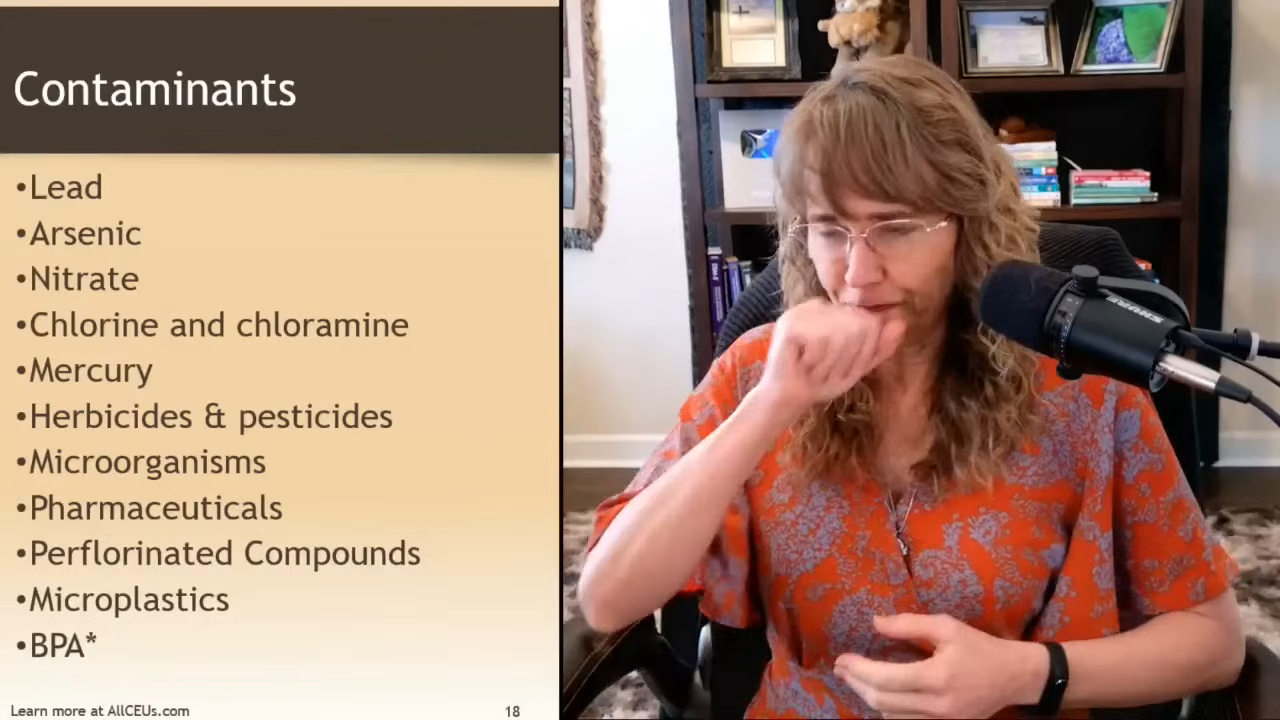 Contaminants
•Lead
•Arsenic
•Nitrate
•Chlorine and chloramine
•Mercury
•Herbicides & pesticides
•Microorganisms
•Pharmaceuticals
•Perflorinated Compounds
•Microplastics
•BPA*
Learn more at AllCEUs.com
18
SHURE